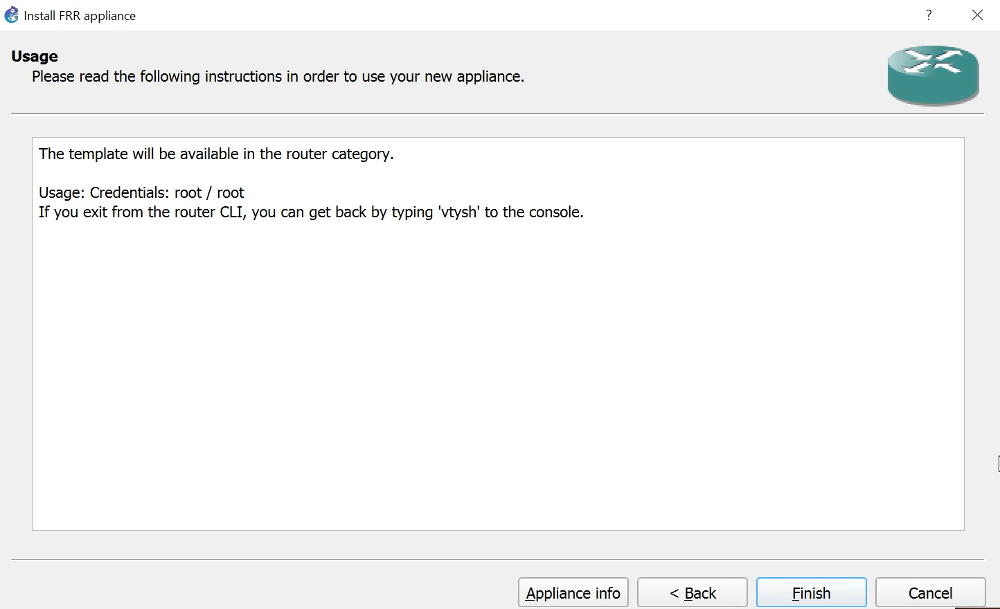 Install FRR appliance
?
Usage
Please read the following instructions in order to use your new appliance.
The template will be available in the router category.
Usage: Credentials: root / root
If you exit from the router CLI, you can get back by typing 'vtysh' to the console.
Appliance info
< Back
Finish
Cancel